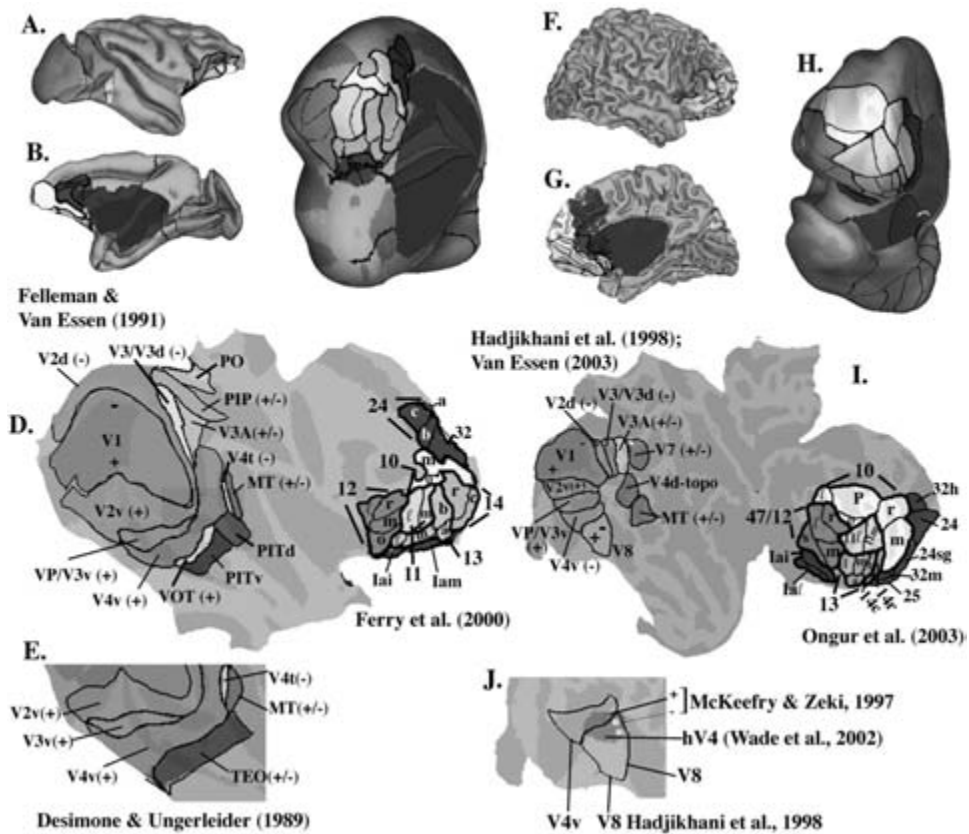 A.
F.
H.
B.
G.
Felleman &
Van Essen (1991)
Hadjikhani et al. (1998);
Van Essen (2003)
I.
V2d (-)
V3/V3d (-)
PO
PIP (+/-)
V3A(+/-)
V4t (-)
MT (+/-)
D.
-
V1
+
V2v (+)
VP/V3v (+)
V4v (+)
VOT (+)
PITv
PITd
24
a
c
b
32
10
m
12
r
r
m
l
m
b
c
14
o
m
a
13
Iai
11
Iam
Ferry et al. (2000)
V2d (-)
V3/V3d (-)
V3A(+/-)
V7 (+/-)
V1
-
+
V2v(+)
V4d-topo
MT (+/-)
VP/V3v
(+)
V4v (-)
V8
-
+
10
P
r
32h
47/12
r
24
s
m
m
Iai
24sg
32m
13
25
Ongur et al. (2003)
E.
V4t(-)
MT(+/-)
V2v(+)
V3v(+)
V4v(+)
TEO(+/-)
Desimone & Ungerleider (1989)
J.
+
-
McKeefry & Zeki, 1997
hV4 (Wade et al., 2002)
V8
V4v
V8 Hadjikhani et al., 1998